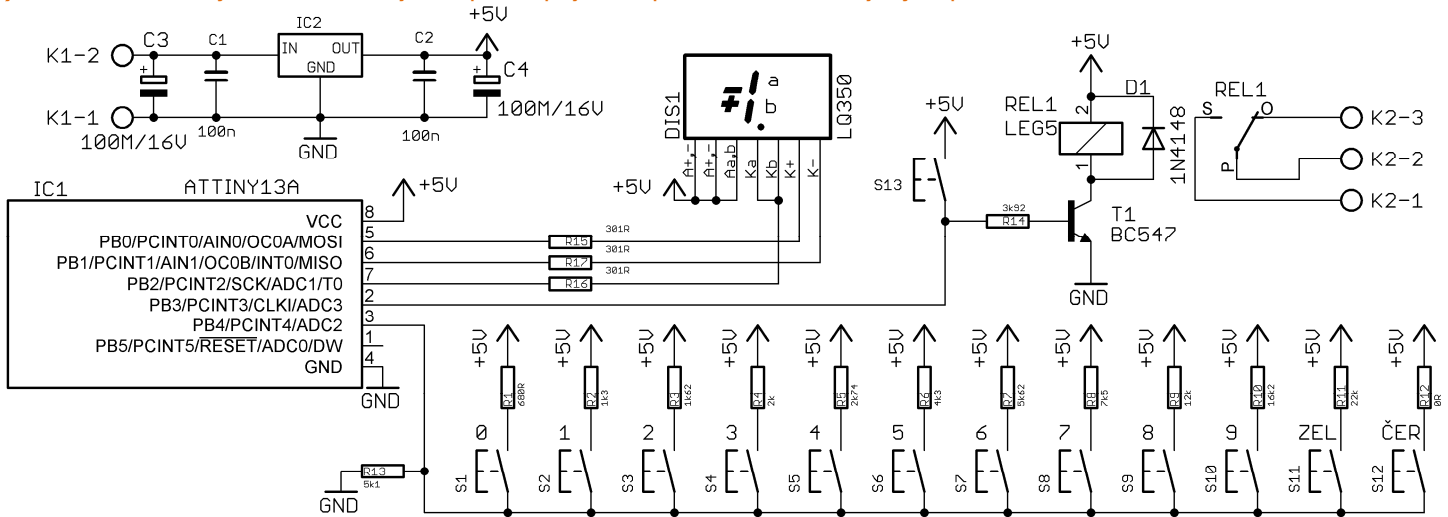 IC2
+5V
C3
C1
C2
K1-2
IN OUT
GND
C4
100M/16V
K1-1
100M/16V
100n
100n
GND
DIS1
LQ350
a
b
A+,-
A+,-
Aa,b
Ka
Kb
K+
K-
+5V
+5V
S13
3k92
R14
+5V
REL1
LEG5
2
1
D1
1N4148
T1
BC547
GND
REL1
S
O
P
K2-3
K2-2
K2-1
IC1
ATTINY13A
+5V
VCC
8
PB0/PCINT0/AIN0/OC0A/MOSI
5
PB1/PCINT1/AIN1/OC0B/INT0/MISO
6
PB2/PCINT2/SCK/ADC1/T0
7
PB3/PCINT3/CLKI/ADC3
2
PB4/PCINT4/ADC2
3
PB5/PCINT5/RESET/ADC0/DW
1
GND
4
GND
301R
R15
301R
R17
301R
R16
R13
5k1
GND
+5V
R1
680R
0
S1
+5V
R2
1k3
1
S2
+5V
R3
1k62
2
S3
+5V
R4
2k
3
S4
+5V
R5
2k74
4
S5
+5V
R6
4k3
5
S6
+5V
R7
5k62
6
S7
+5V
R8
7k5
7
S8
+5V
R9
12k
8
S9
+5V
R10
16k2
9
S10
+5V
R11
22k
ZEL
S11
+5V
R12
0R
ČER
S12